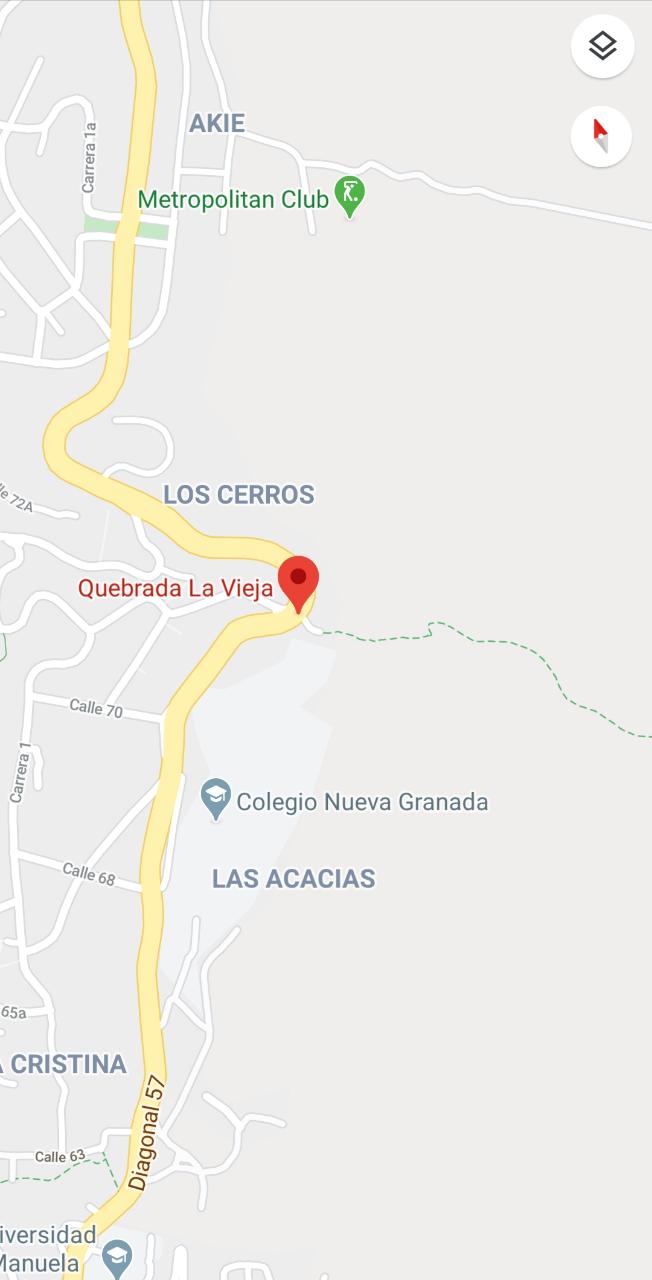 AKIE
Carrera 1a
Metropolitan Club
le 72A
LOS CERROS
Quebrada La Vieja
Calle 70
Carrera 1
Colegio Nueva Granada
Calle 68
LAS ACACIAS
65a
A CRISTINA
Diagonal 57
Calle 63
iversidad
Manuela